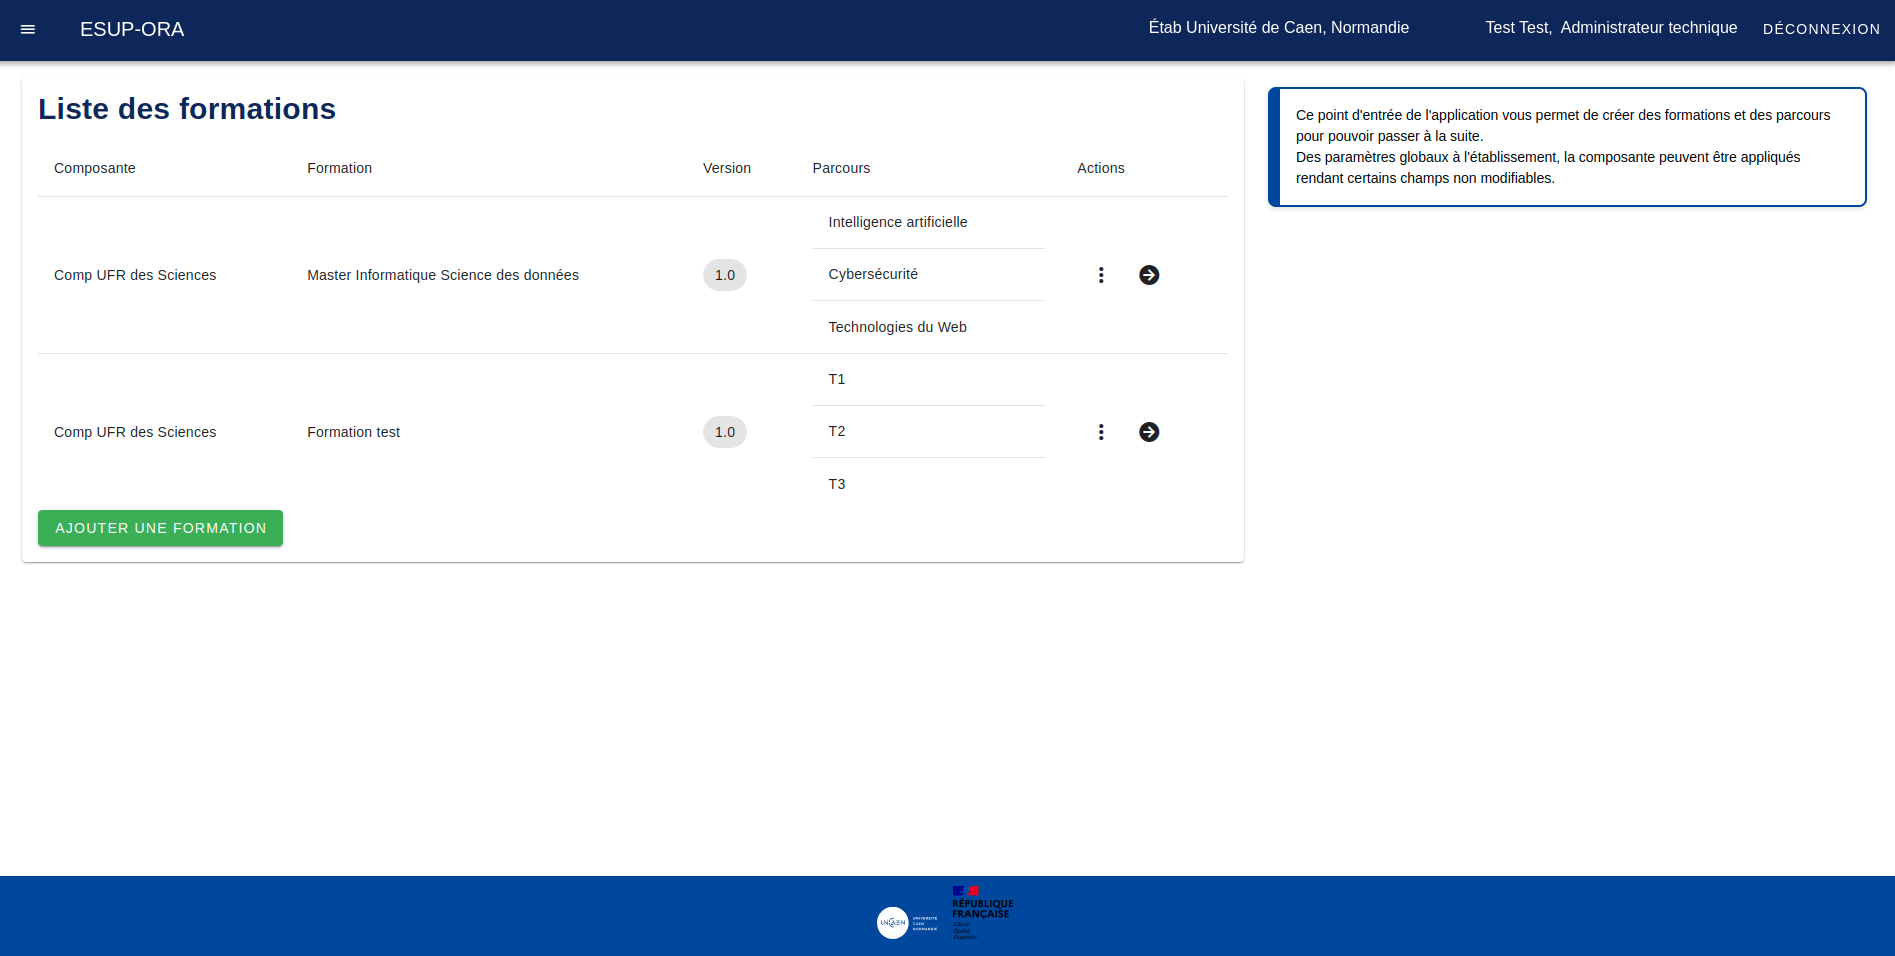 ESUP-ORA
Étab Université de Caen, Normandie
Test Test, Administrateur technique
DÉCONNEXION
Liste des formations
Composante Formation Version Parcours Actions
Intelligence artificielle
Comp UFR des Sciences Master Informatique Science des données 1.0 Cybersécurité
Technologies du Web
T1
Comp UFR des Sciences Formation test 1.0 T2
T3
AJOUTER UNE FORMATION
Ce point d'entrée de l'application vous permet de créer des formations et des parcours
pour pouvoir passer à la suite.
Des paramètres globaux à l'établissement, la composante peuvent être appliqués
rendant certains champs non modifiables.
UNICAEN
UNIVERSITÉ
CAEN
NORMANDIE
RÉPUBLIQUE
FRANÇAISE
Liberté
Égalité
Fraternité